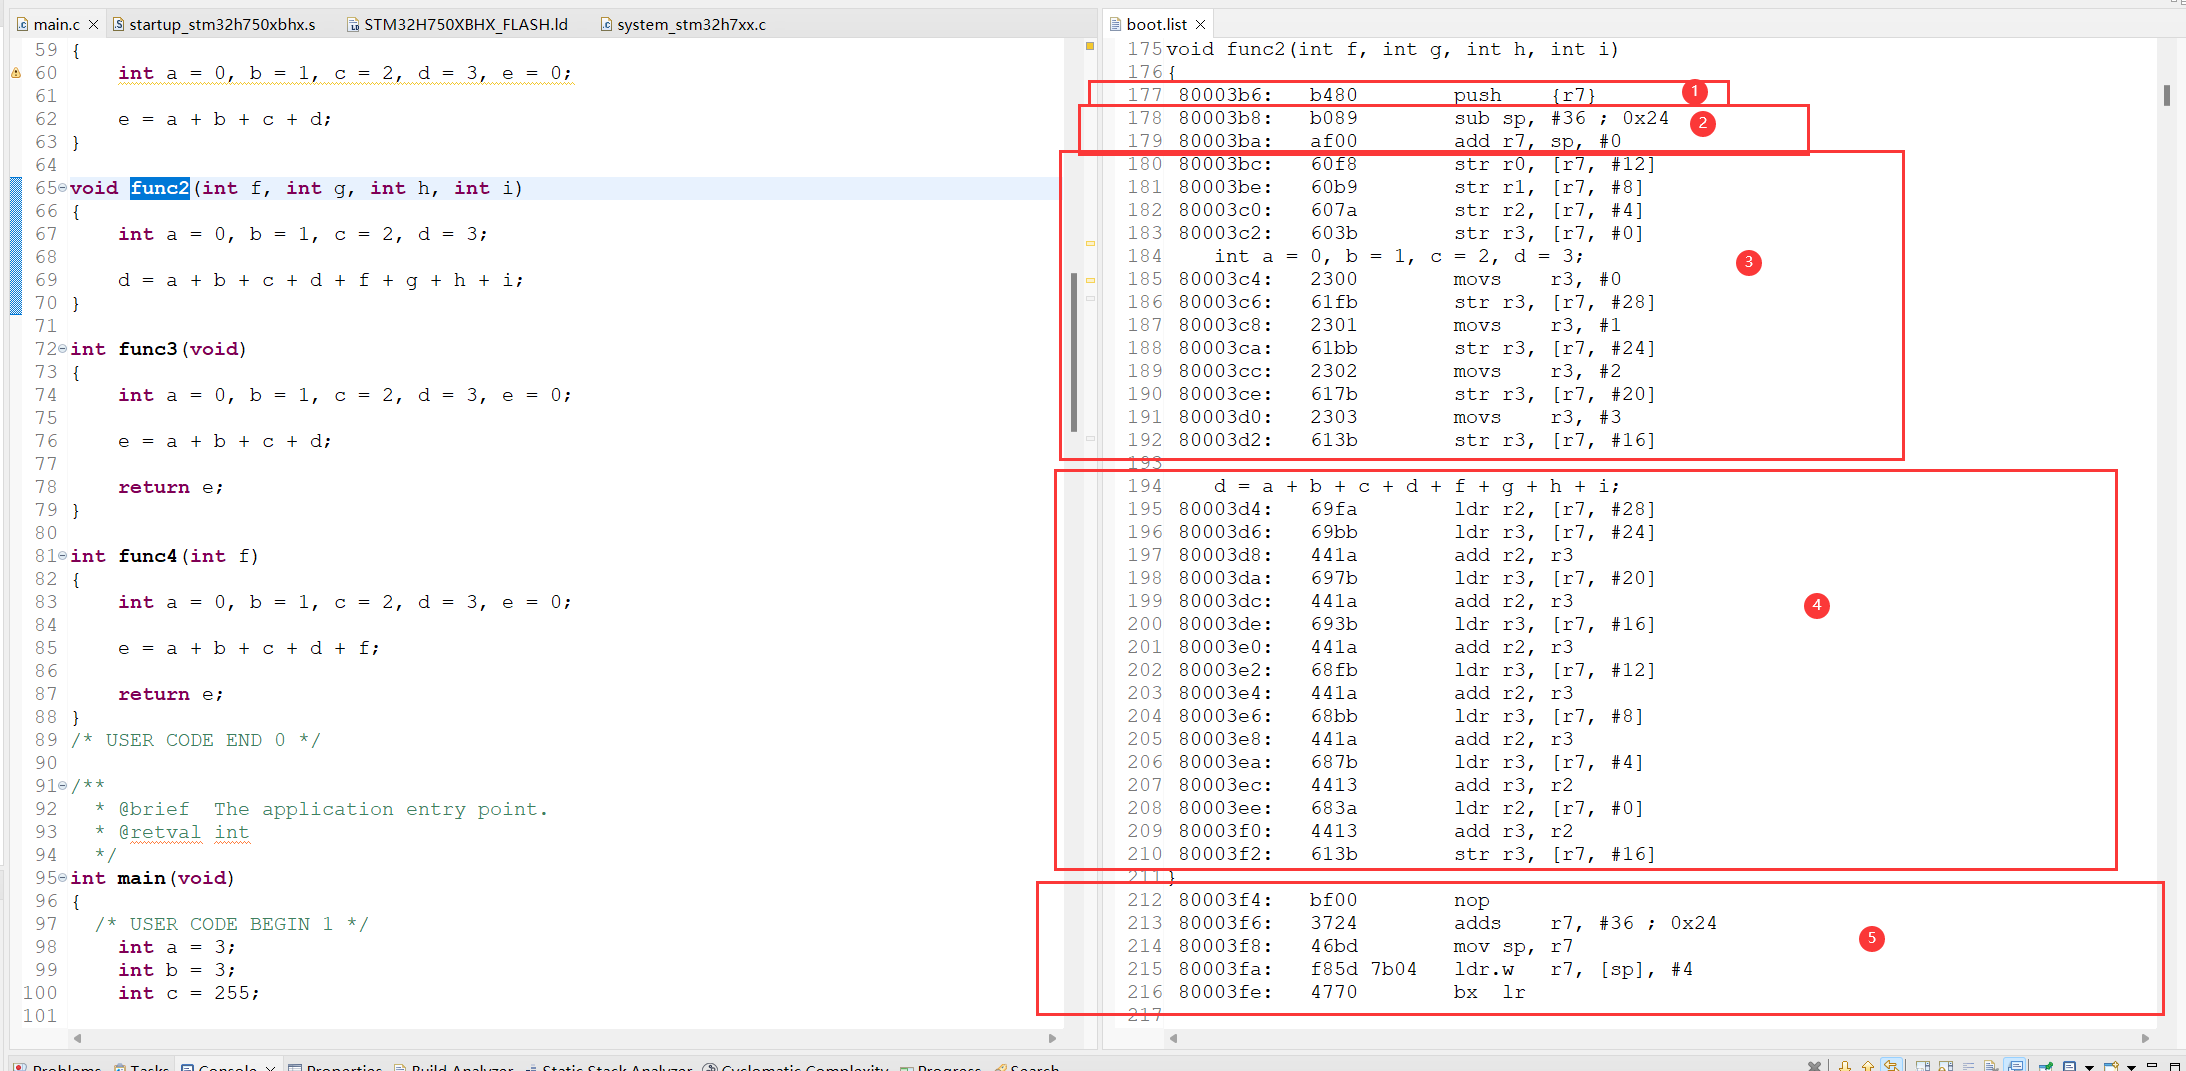 main.c
startup_stm32h750xbhx.s
STM32H750XBHX_FLASH.ld
system_stm32h7xx.c
59 {
60     int a = 0, b = 1, c = 2, d = 3, e = 0;
61
62     e = a + b + c + d;
63 }
64
65 void func2(int f, int g, int h, int i)
66 {
67     int a = 0, b = 1, c = 2, d = 3;
68
69     d = a + b + c + d + f + g + h + i;
70 }
71
72 int func3(void)
73 {
74     int a = 0, b = 1, c = 2, d = 3, e = 0;
75
76     e = a + b + c + d;
77
78     return e;
79 }
80
81 int func4(int f)
82 {
83     int a = 0, b = 1, c = 2, d = 3, e = 0;
84
85     e = a + b + c + d + f;
86
87     return e;
88 }
89 /* USER CODE END 0 */
90
91 /**
92   * @brief  The application entry point.
93   * @retval int
94   */
95 int main(void)
96 {
97   /* USER CODE BEGIN 1 */
98     int a = 3;
99     int b = 3;
100     int c = 255;
101
boot.list
175 void func2(int f, int g, int h, int i)
176 {
177 80003b6:   b480        push    {r7}
1
178 80003b8:   b089        sub sp, #36 ; 0x24
2
179 80003ba:   af00        add r7, sp, #0
180 80003bc:   60f8        str r0, [r7, #12]
181 80003be:   60b9        str r1, [r7, #8]
182 80003c0:   607a        str r2, [r7, #4]
183 80003c2:   603b        str r3, [r7, #0]
184    int a = 0, b = 1, c = 2, d = 3;
3
185 80003c4:   2300        movs    r3, #0
186 80003c6:   61fb        str r3, [r7, #28]
187 80003c8:   2301        movs    r3, #1
188 80003ca:   61bb        str r3, [r7, #24]
189 80003cc:   2302        movs    r3, #2
190 80003ce:   617b        str r3, [r7, #20]
191 80003d0:   2303        movs    r3, #3
192 80003d2:   613b        str r3, [r7, #16]
193
194    d = a + b + c + d + f + g + h + i;
195 80003d4:   69fa        ldr r2, [r7, #28]
196 80003d6:   69bb        ldr r3, [r7, #24]
197 80003d8:   441a        add r2, r3
198 80003da:   697b        ldr r3, [r7, #20]
199 80003dc:   441a        add r2, r3
4
200 80003de:   693b        ldr r3, [r7, #16]
201 80003e0:   441a        add r2, r3
202 80003e2:   68fb        ldr r3, [r7, #12]
203 80003e4:   441a        add r2, r3
204 80003e6:   68bb        ldr r3, [r7, #8]
205 80003e8:   441a        add r2, r3
206 80003ea:   687b        ldr r3, [r7, #4]
207 80003ec:   4413        add r3, r2
208 80003ee:   683a        ldr r2, [r7, #0]
209 80003f0:   4413        add r3, r2
210 80003f2:   613b        str r3, [r7, #16]
211 }
212 80003f4:   bf00        nop
213 80003f6:   3724        adds    r7, #36 ; 0x24
5
214 80003f8:   46bd        mov sp, r7
215 80003fa:   f85d 7b04   ldr.w   r7, [sp], #4
216 80003fe:   4770        bx  lr
217
Problems
Tasks
Console
Properties
Build Analyzer
Static Stack Analyzer
Cyclomatic Complexity
Progress
Search